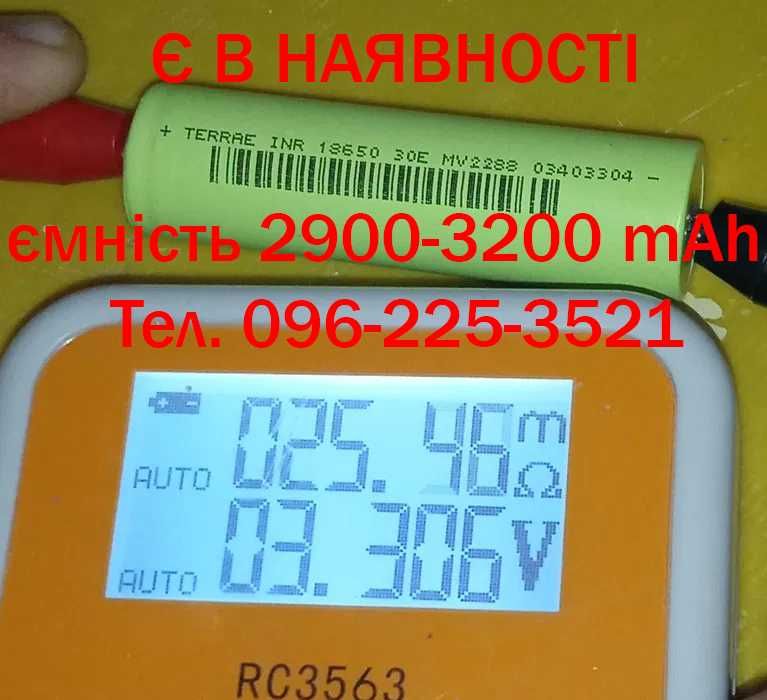 Є В НАЯВНОСТІ
+ TERRAE INR 18650 30E MV2288 03403304 -
ємність 2900-3200 mAh
Тел. 096-225-3521
025.46 mΩ
AUTO
03.306 V
AUTO
RC3563